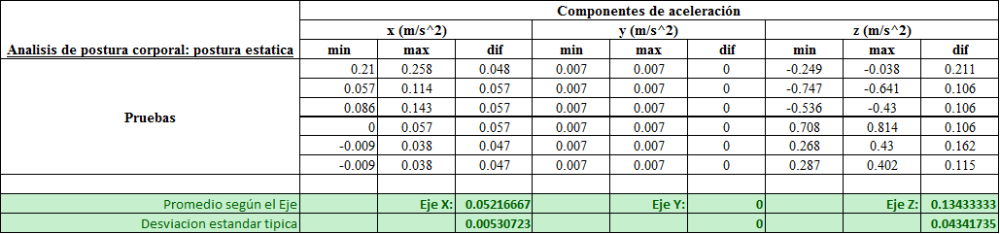 Componentes de aceleración
x (m/s^2) y (m/s^2) z (m/s^2)
Analisis de postura corporal: postura estatica min max dif min max dif min max dif
0.21 0.258 0.048 0.007 0.007 0 -0.249 -0.038 0.211
0.057 0.114 0.057 0.007 0.007 0 -0.747 -0.641 0.106
0.086 0.143 0.057 0.007 0.007 0 -0.536 -0.43 0.106
Pruebas
0 0.057 0.057 0.007 0.007 0 0.708 0.814 0.106
-0.009 0.038 0.047 0.007 0.007 0 0.268 0.43 0.162
-0.009 0.038 0.047 0.007 0.007 0 0.287 0.402 0.115
Promedio según el Eje Eje X: 0.05216667 Eje Y: 0 Eje Z: 0.13433333
Desviacion estandar tipica 0.00530723 0 0.04341735